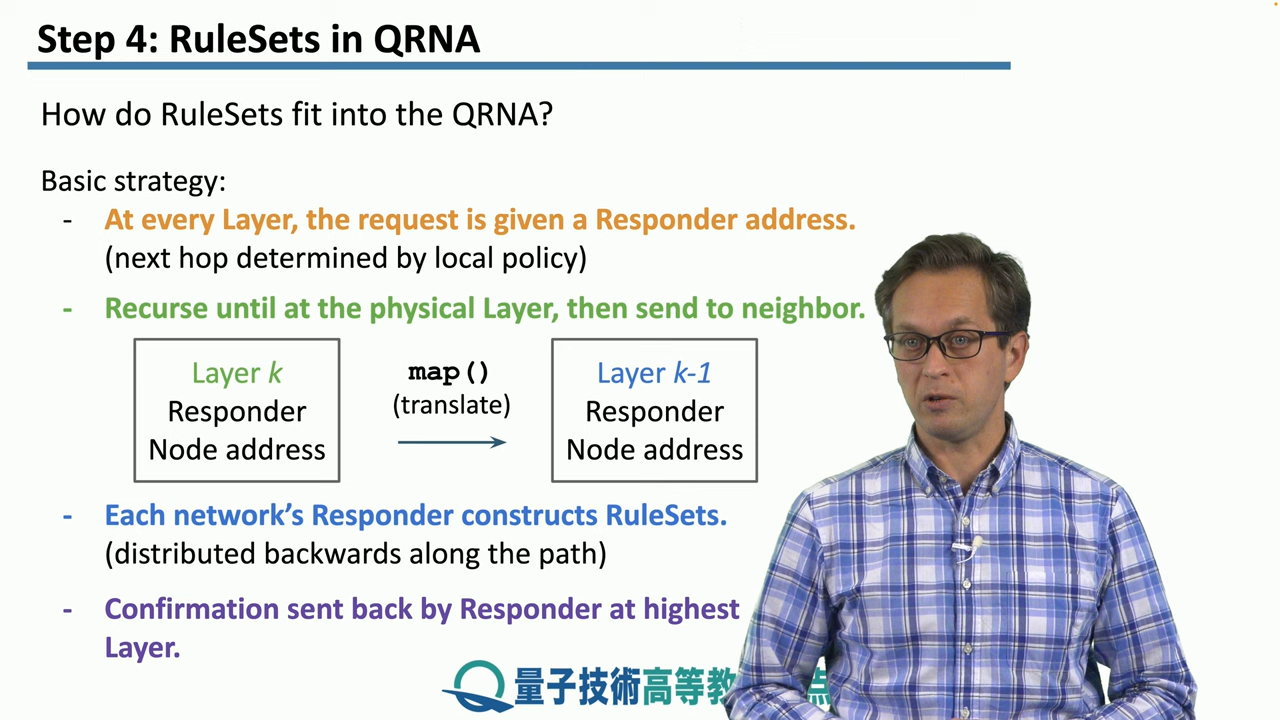 Step 4: RuleSets in QRNA
How do RuleSets fit into the QRNA?
Basic strategy:
- At every Layer, the request is given a Responder address.
(next hop determined by local policy)
- Recurse until at the physical Layer, then send to neighbor.
Layer k
Responder
Node address
map()
(translate)
Layer k-1
Responder
Node address
- Each network’s Responder constructs RuleSets.
(distributed backwards along the path)
- Confirmation sent back by Responder at highest
Layer.
量子技術高等教 点